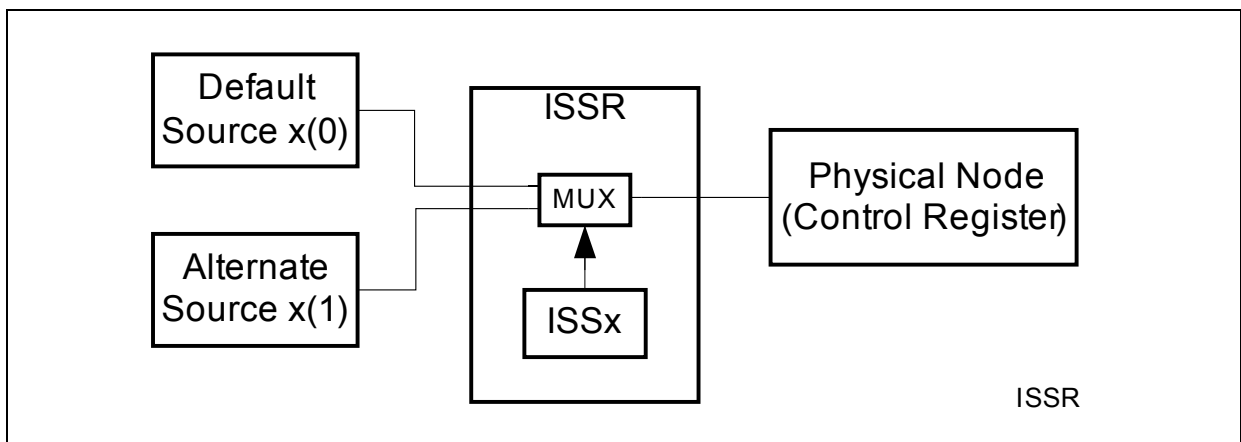 Default
Source x(0)
Alternate
Source x(1)
ISSR
MUX
ISSx
Physical Node
(Control Register)
ISSR